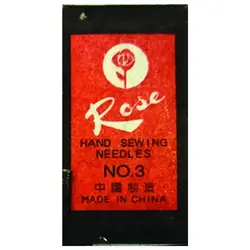 Rose
HAND SEWING
NEEDLES
NO.3
中國製造
MADE IN CHINA